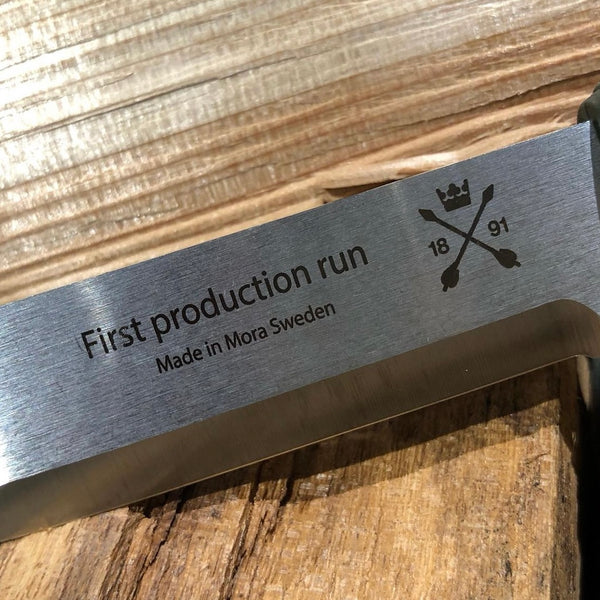 First production run
Made in Mora Sweden
18 91